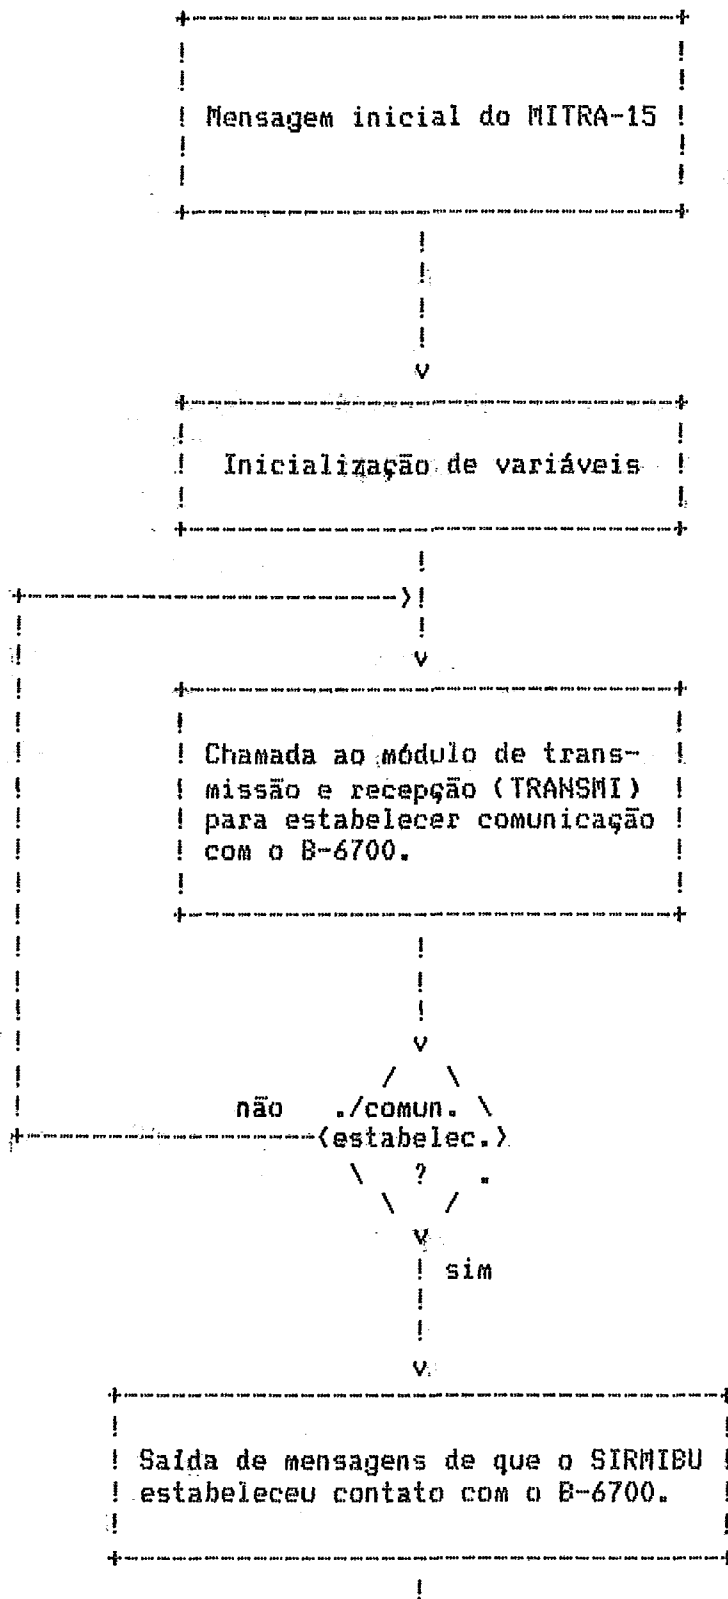 Mensagem inicial do MITRA-15
Inicialização de variáveis
Chamada ao módulo de trans-
missão e recepção (TRANSMI)
para estabelecer comunicação
com o B-6700.
não
comun.
estabelec.
?
sim
Saída de mensagens de que o SIRMIBU
estabeleceu contato com o B-6700.